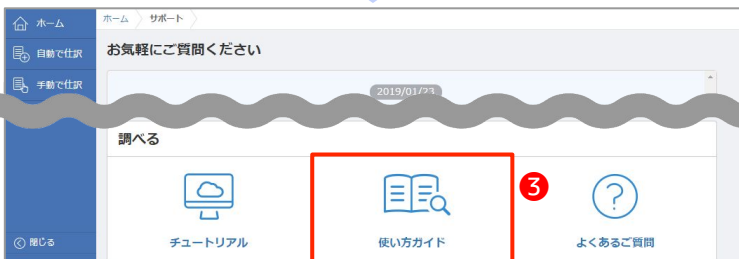 ホーム
自動で仕訳
手動で仕訳
閉じる
ホーム 〉 サポート 〉
お気軽にご質問ください
2019/01/23
調べる
チュートリアル
使い方ガイド
3
よくあるご質問